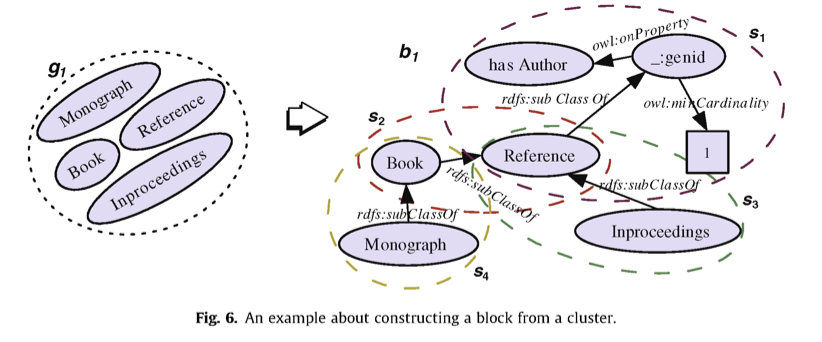 g1
Monograph
Reference
Book
Inproceedings
b1
s1
has Author
owl:onProperty
_:genid
rdfs:sub Class Of
owl:minCardinality
1
s2
Book
Reference
rdfs:subClassOf
rdfs:subClassOf
s3
rdfs:subClassOf
Inproceedings
Monograph
s4
Fig. 6. An example about constructing a block from a cluster.